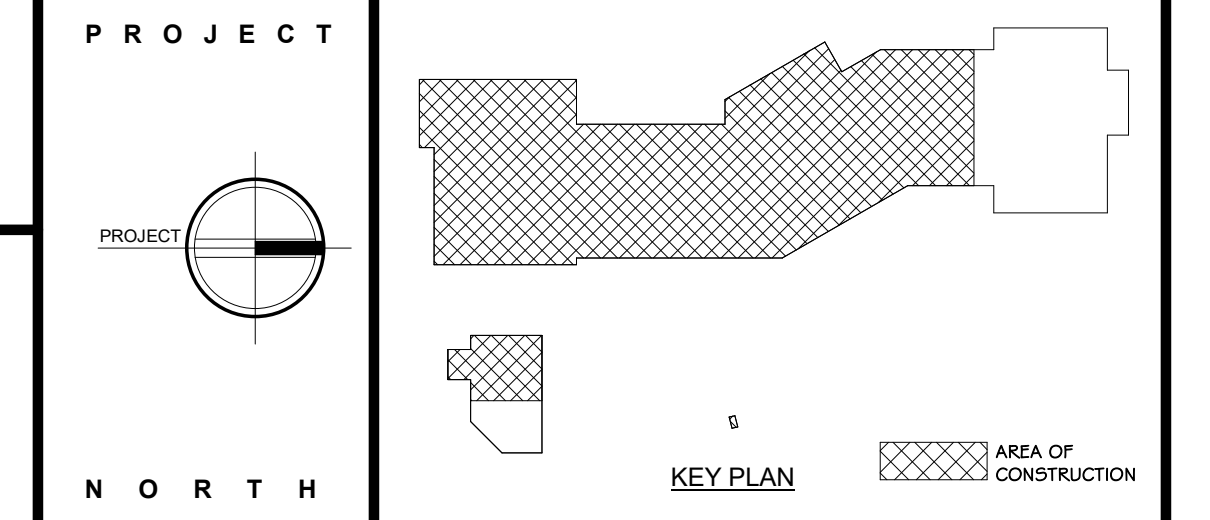 P R O J E C T
PROJECT
N O R T H
KEY PLAN
AREA OF
CONSTRUCTION